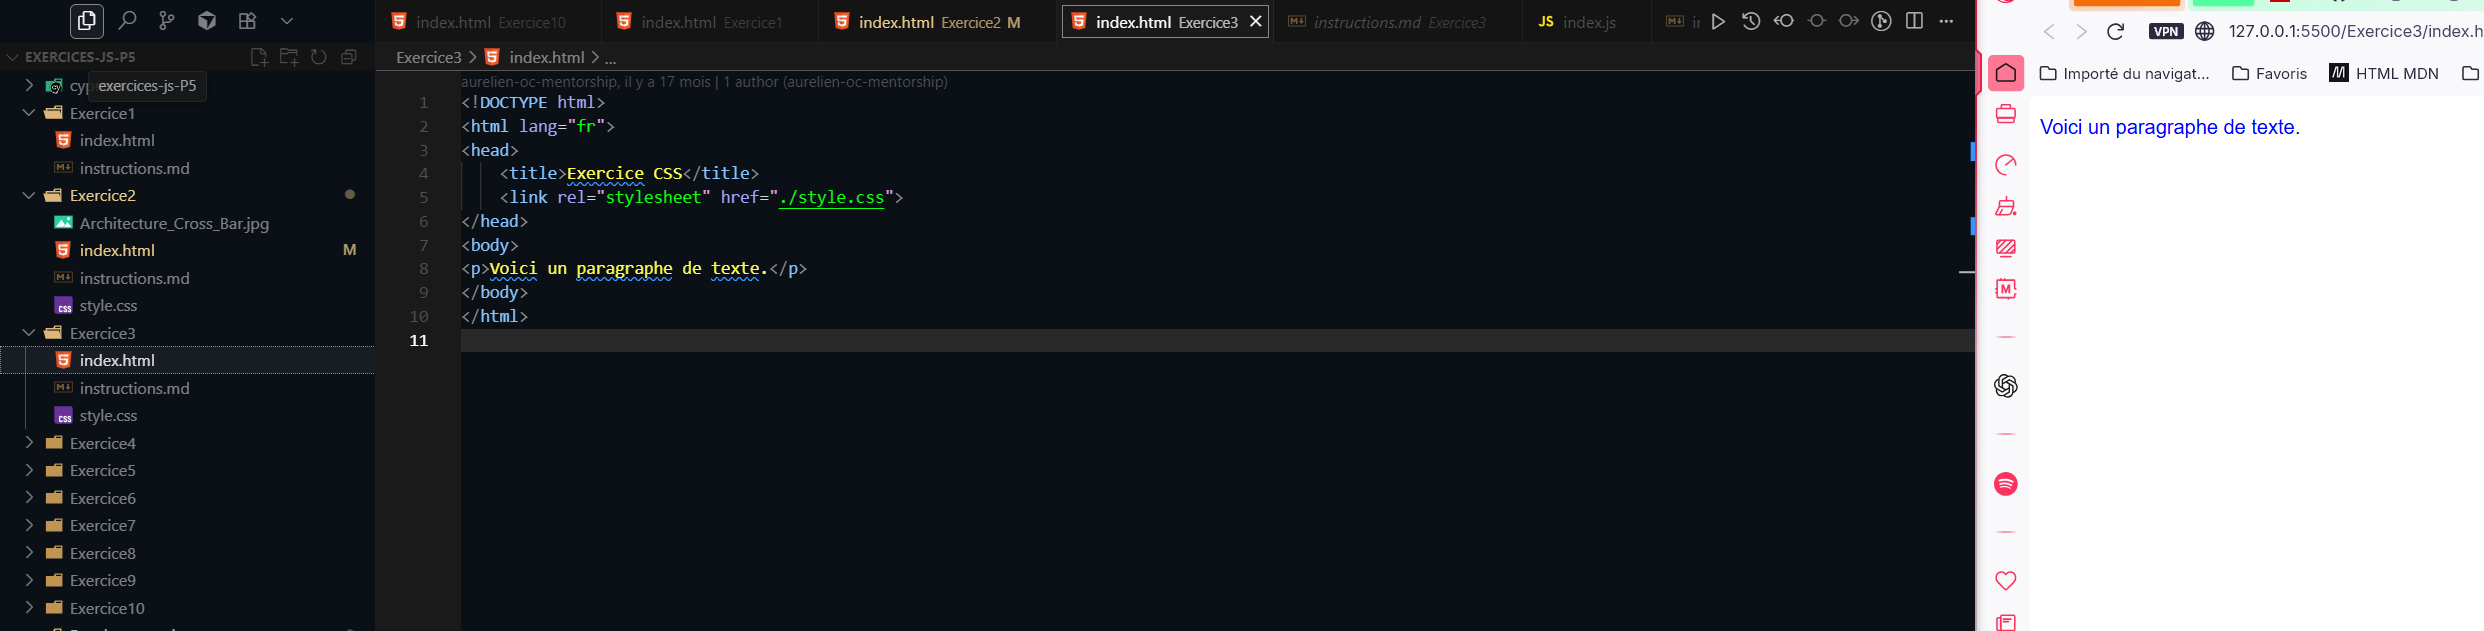 index.html Exercice10
index.html Exercice1
index.html Exercice2 M
index.html Exercice3
instructions.md Exercice3
JS index.js
EXERCICES-JS-P5
exercices-js-P5
Exercice1
index.html
instructions.md
Exercice2
Architecture_Cross_Bar.jpg
index.html M
instructions.md
style.css
Exercice3
index.html
instructions.md
style.css
Exercice4
Exercice5
Exercice6
Exercice7
Exercice8
Exercice9
Exercice10
Exercice3 > index.html > ...
aurelien-oc-mentorship, il y a 17 mois | 1 author (aurelien-oc-mentorship)
1 <!DOCTYPE html>
2 <html lang="fr">
3 <head>
4 <title>Exercice CSS</title>
5 <link rel="stylesheet" href="./style.css">
6 </head>
7 <body>
8 <p>Voici un paragraphe de texte.</p>
9 </body>
10 </html>
11
VPN 127.0.0.1:5500/Exercice3/index.h
Importé du navigat... Favoris HTML MDN
Voici un paragraphe de texte.